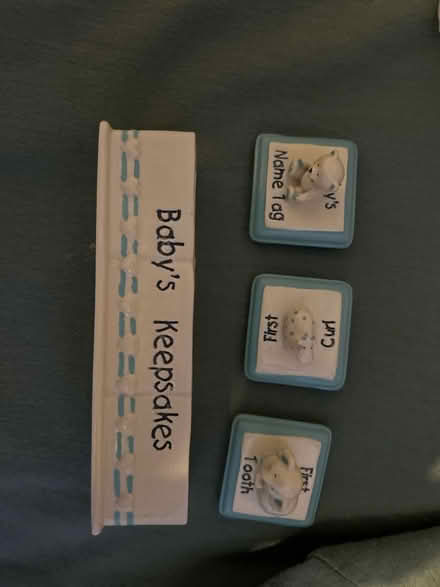 Baby's Keepsakes
y's
Name Tag
First
Curl
First
Tooth